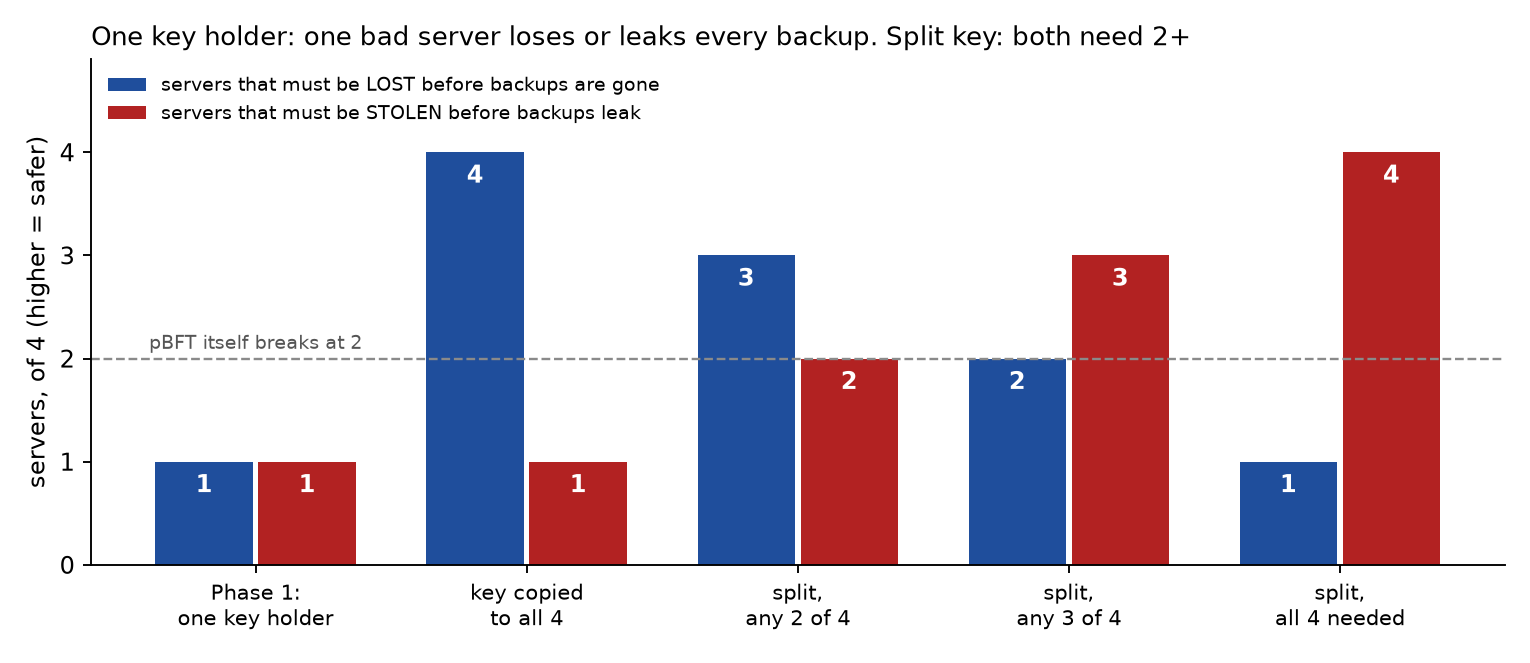 One key holder: one bad server loses or leaks every backup. Split key: both need 2+
servers that must be LOST before backups are gone
servers that must be STOLEN before backups leak
servers, of 4 (higher = safer)
4
3
2
1
0
pBFT itself breaks at 2
1
1
4
1
3
2
2
3
1
4
Phase 1:
one key holder
key copied
to all 4
split,
any 2 of 4
split,
any 3 of 4
split,
all 4 needed